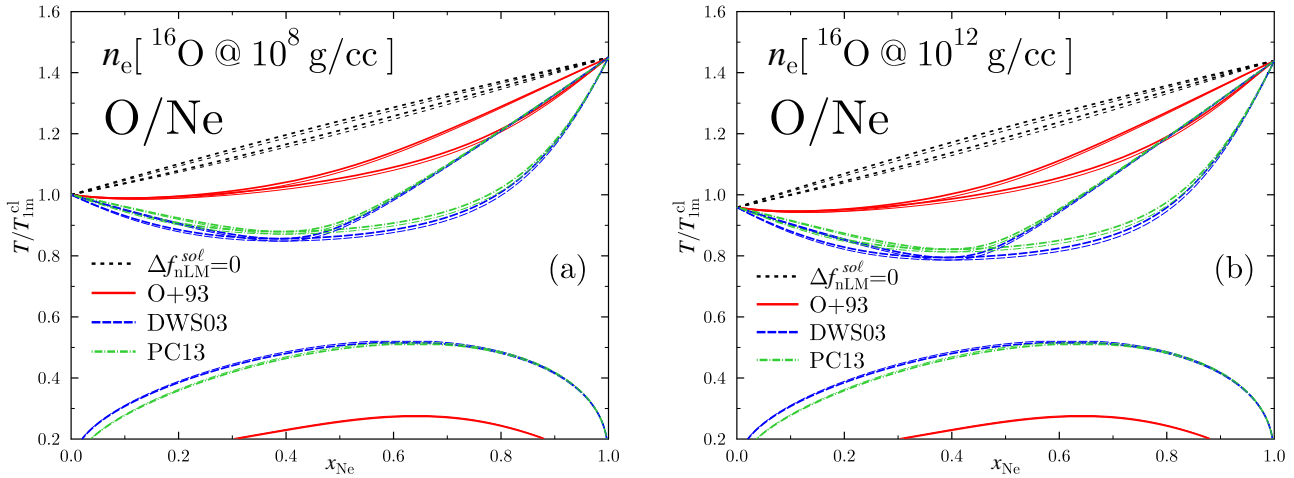 n_e[ ^16O @ 10^8 g/cc ]
O/Ne
(a)
Δf_nLM^sol=0
O+93
DWS03
PC13
T/T_1m^cl
1.6
1.4
1.2
1.0
0.8
0.6
0.4
0.2
0.0 0.2 0.4 0.6 0.8 1.0
x_Ne
n_e[ ^16O @ 10^12 g/cc ]
O/Ne
(b)
Δf_nLM^sol=0
O+93
DWS03
PC13
T/T_1m^cl
1.6
1.4
1.2
1.0
0.8
0.6
0.4
0.2
0.0 0.2 0.4 0.6 0.8 1.0
x_Ne